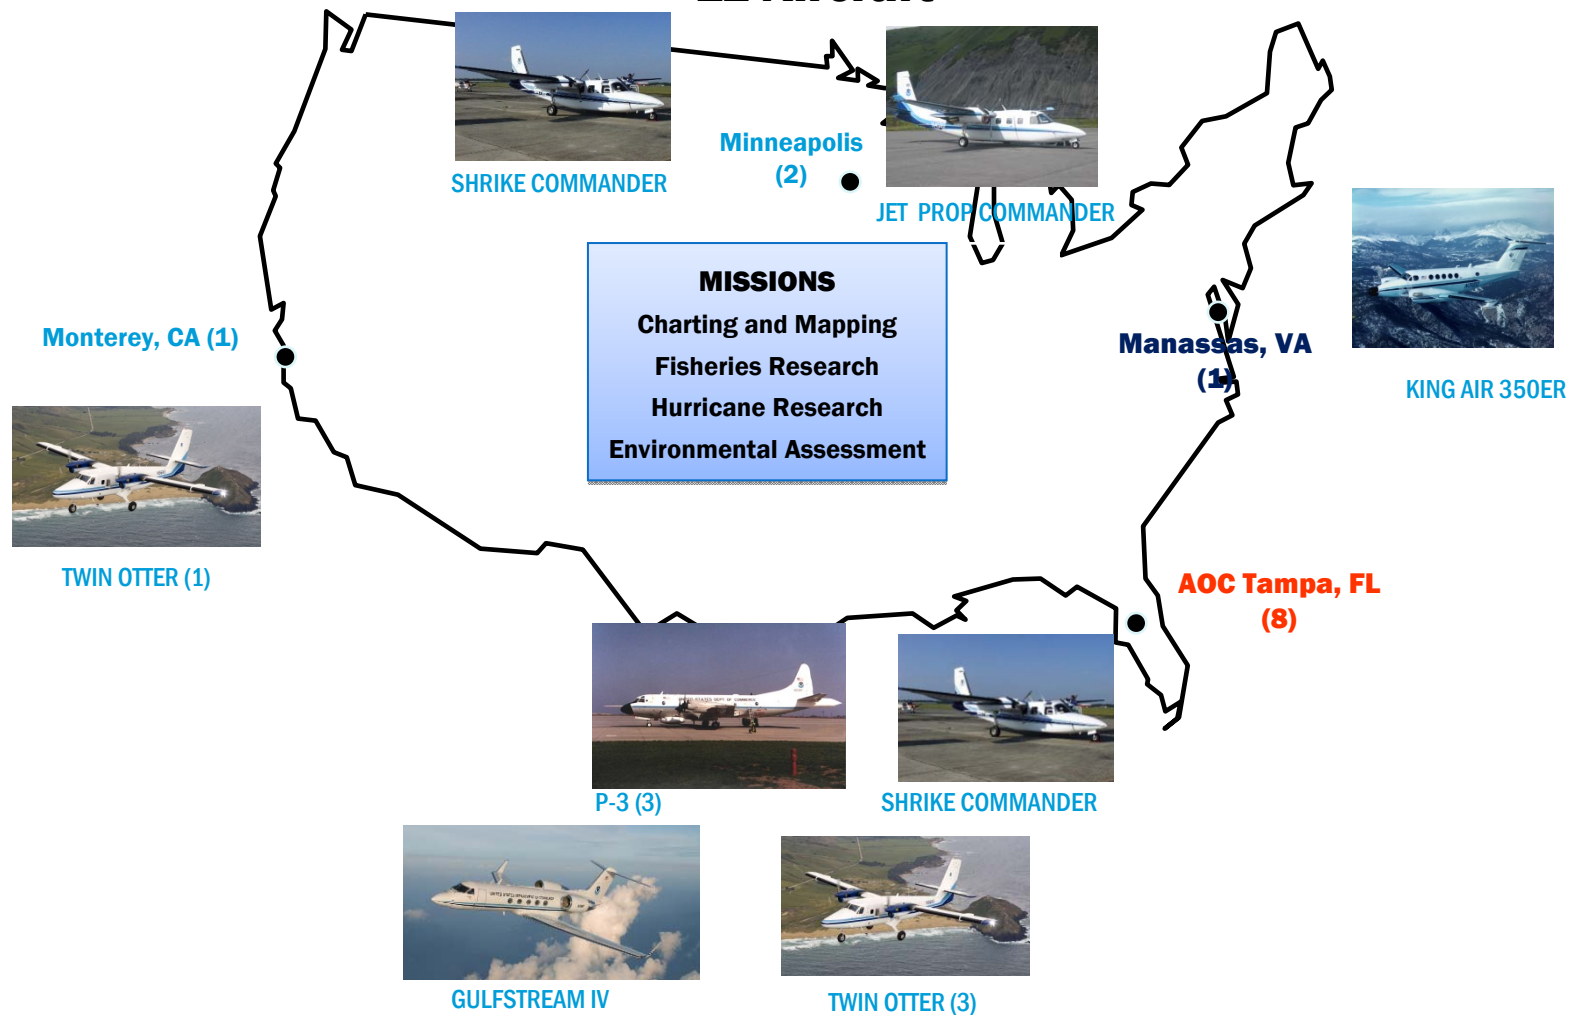 SHRIKE COMMANDER
Minneapolis
(2)
JET PROP COMMANDER
MISSIONS
Charting and Mapping
Fisheries Research
Hurricane Research
Environmental Assessment
Monterey, CA (1)
Manassas, VA
(1)
KING AIR 350ER
TWIN OTTER (1)
AOC Tampa, FL
(8)
P-3 (3)
SHRIKE COMMANDER
GULFSTREAM IV
TWIN OTTER (3)